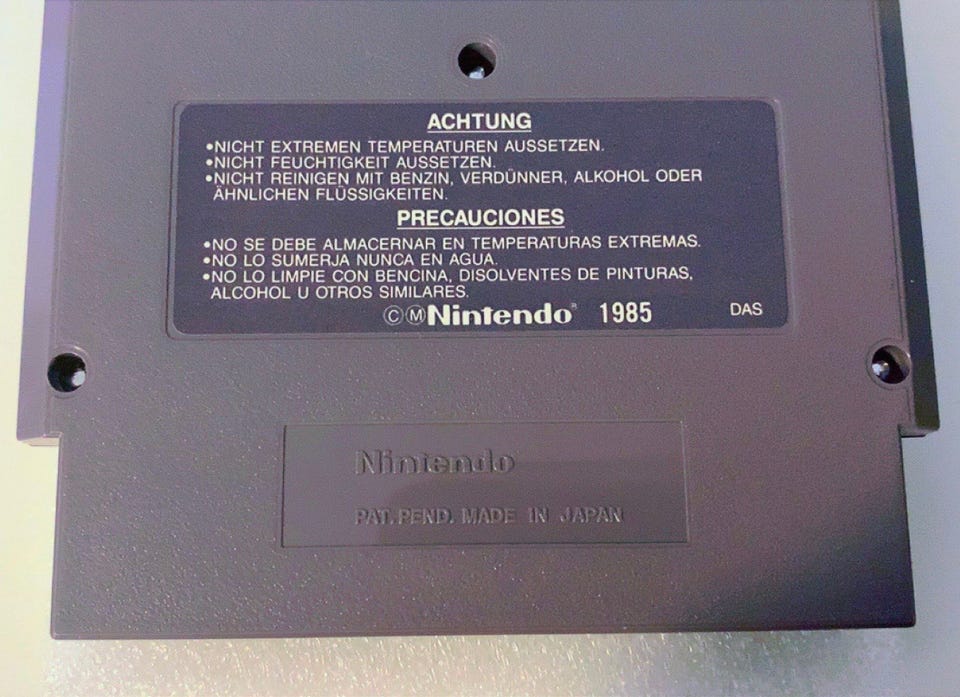 ACHTUNG
•NICHT EXTREMEN TEMPERATUREN AUSSETZEN.
•NICHT FEUCHTIGKEIT AUSSETZEN.
•NICHT REINIGEN MIT BENZIN, VERDÜNNER, ALKOHOL ODER
ÄHNLICHEN FLÜSSIGKEITEN.
PRECAUCIONES
•NO SE DEBE ALMACERNAR EN TEMPERATURAS EXTREMAS.
•NO LO SUMERJA NUNCA EN AGUA.
•NO LO LIMPIE CON BENCINA, DISOLVENTES DE PINTURAS,
ALCOHOL U OTROS SIMILARES.
ⒸⓂNintendo® 1985 DAS
Nintendo
PAT. PEND. MADE IN JAPAN